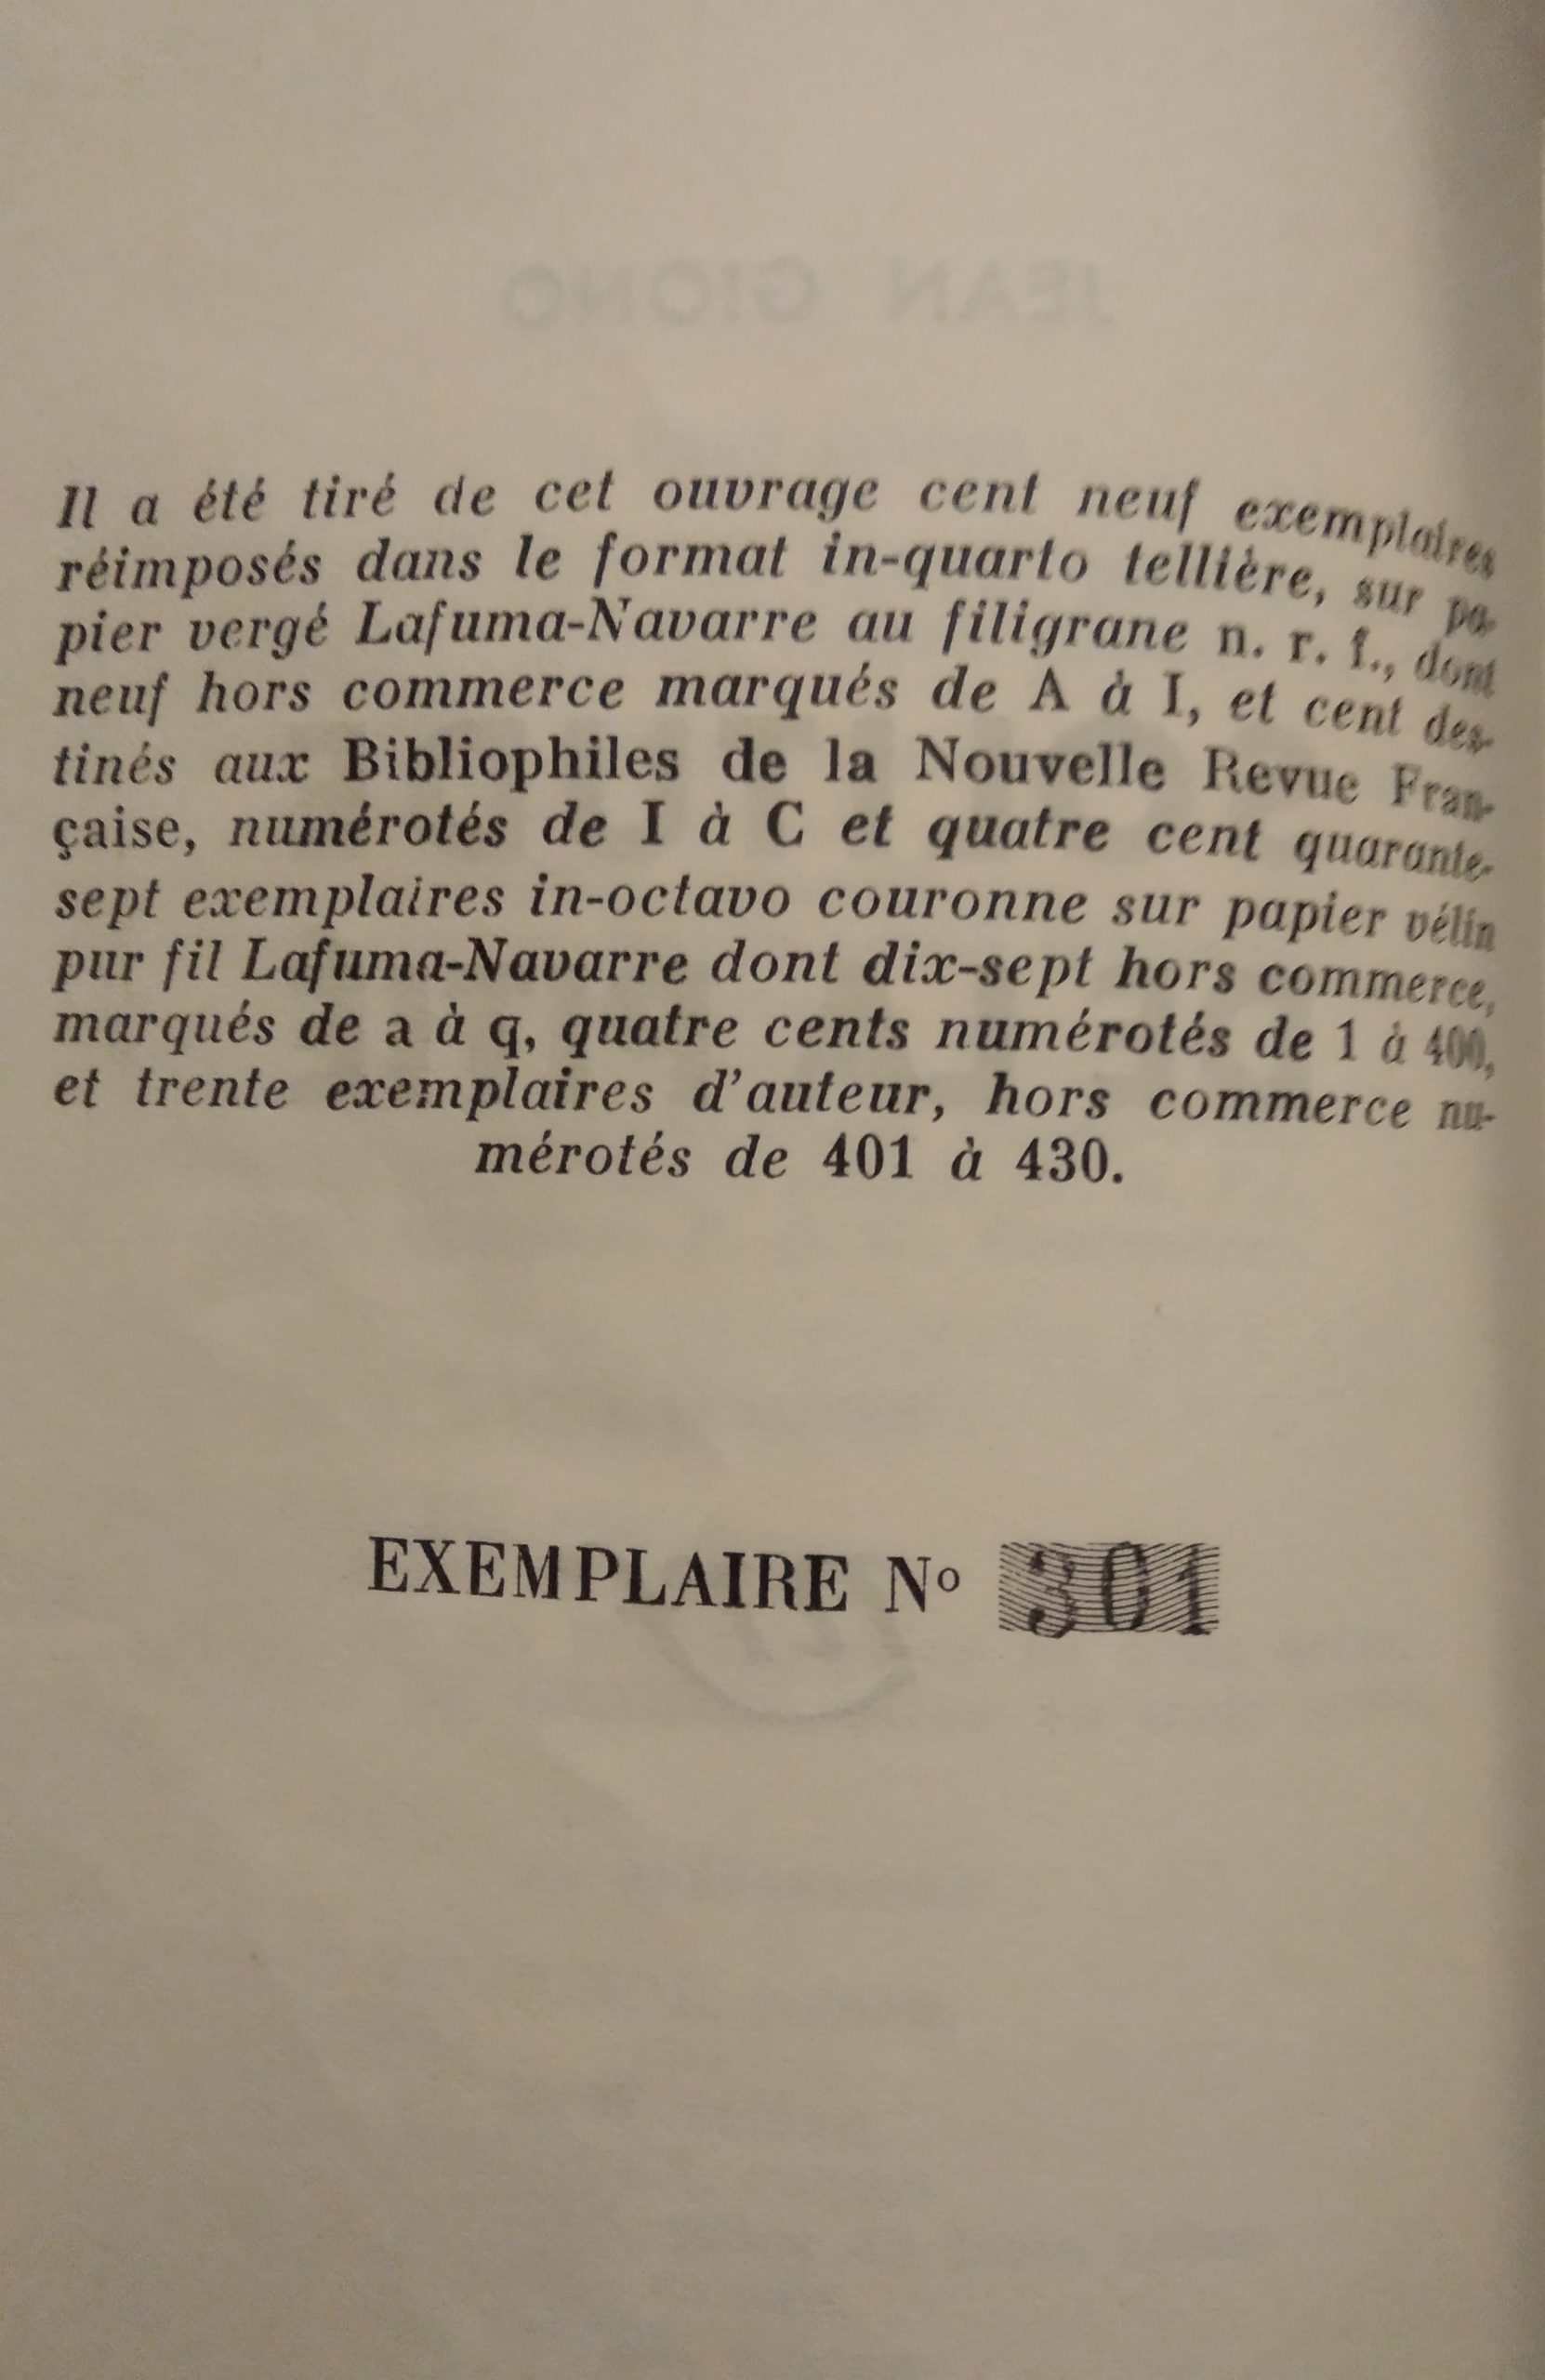 JEAN GIONO
Il a été tiré de cet ouvrage cent neuf exemplaires
réimposés dans le format in-quarto tellière, sur pa-
pier vergé Lafuma-Navarre au filigrane n. r. f., dont
neuf hors commerce marqués de A à I, et cent des-
tinés aux Bibliophiles de la Nouvelle Revue Fran-
çaise, numérotés de I à C et quatre cent quarante-
sept exemplaires in-octavo couronne sur papier vélin
pur fil Lafuma-Navarre dont dix-sept hors commerce,
marqués de a à q, quatre cents numérotés de 1 à 400,
et trente exemplaires d'auteur, hors commerce nu-
mérotés de 401 à 430.
EXEMPLAIRE Nº 301